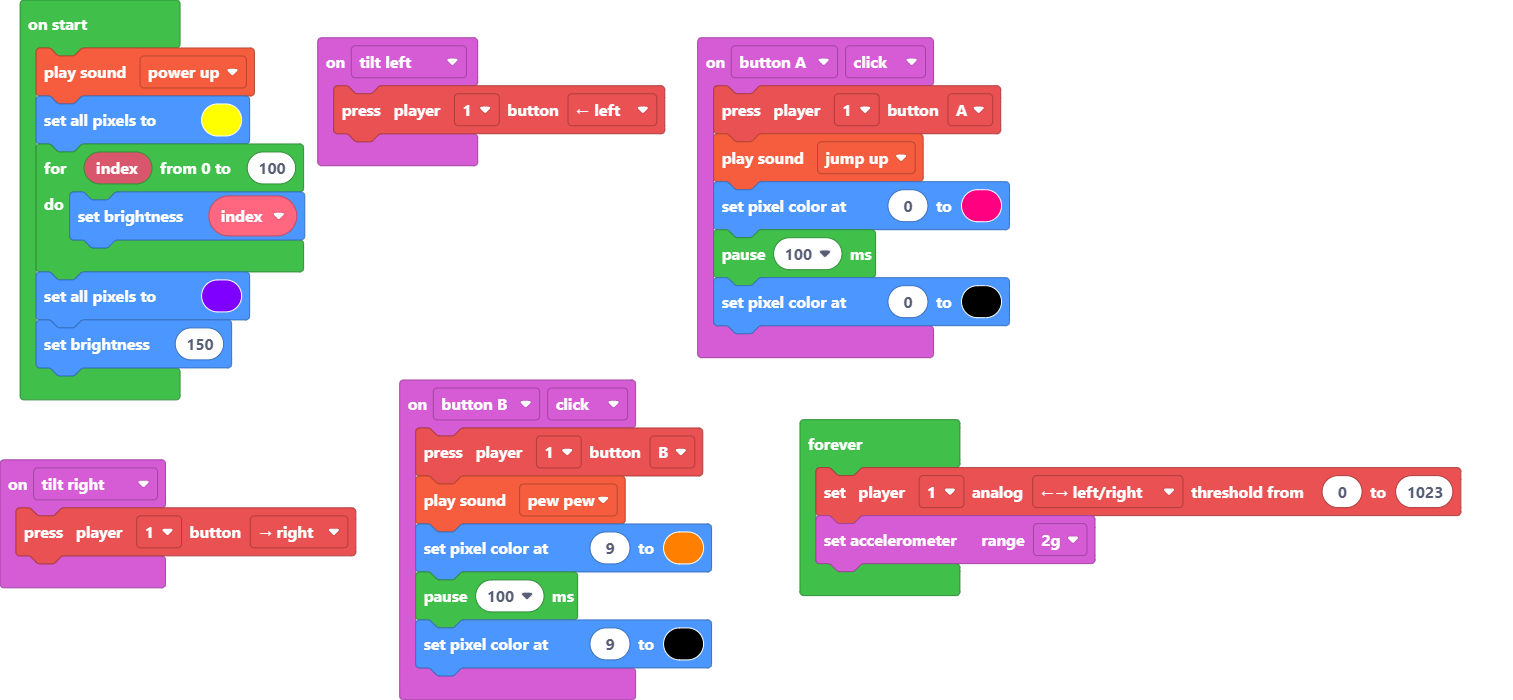 on start
play sound power up
set all pixels to
for index from 0 to 100
do
set brightness index
set all pixels to
set brightness 150
on tilt left
press player 1 button ← left
on button A click
press player 1 button A
play sound jump up
set pixel color at 0 to
pause 100 ms
set pixel color at 0 to
on tilt right
press player 1 button → right
on button B click
press player 1 button B
play sound pew pew
set pixel color at 9 to
pause 100 ms
set pixel color at 9 to
forever
set player 1 analog ←→ left/right threshold from 0 to 1023
set accelerometer range 2g